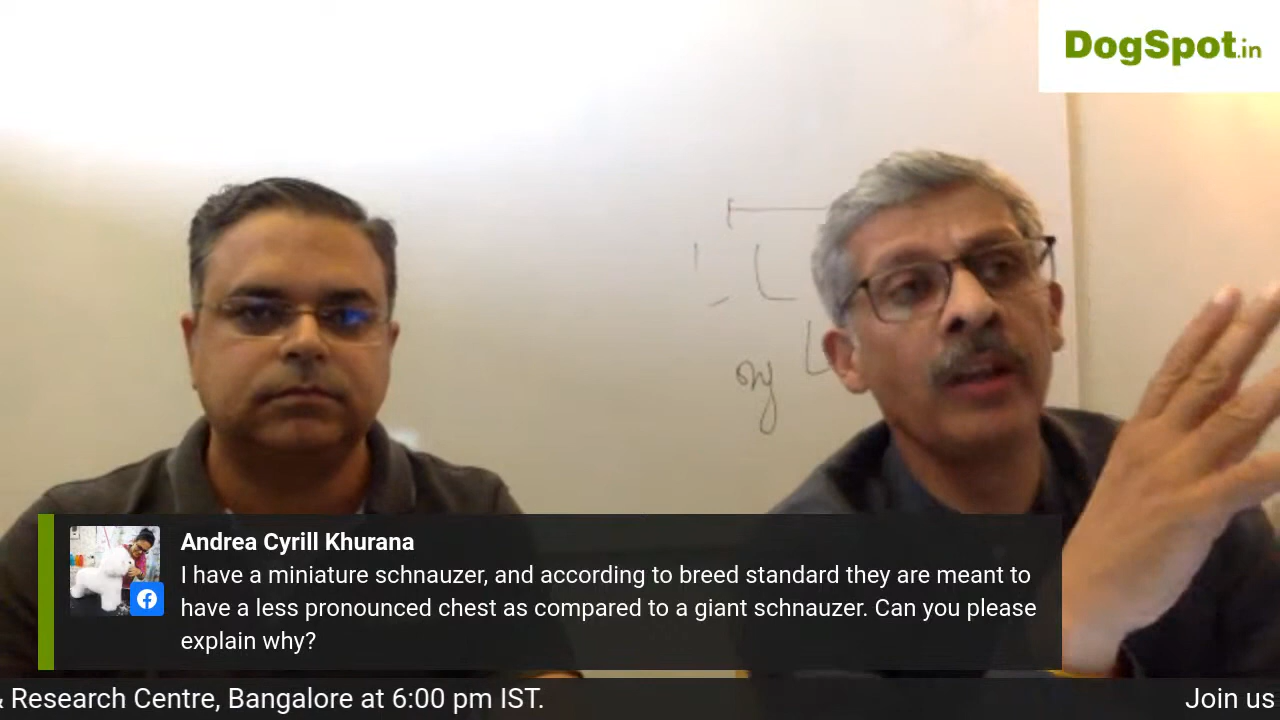 DogSpot.in
Andrea Cyrill Khurana
I have a miniature schnauzer, and according to breed standard they are meant to
have a less pronounced chest as compared to a giant schnauzer. Can you please
explain why?
& Research Centre, Bangalore at 6:00 pm IST.
Join us